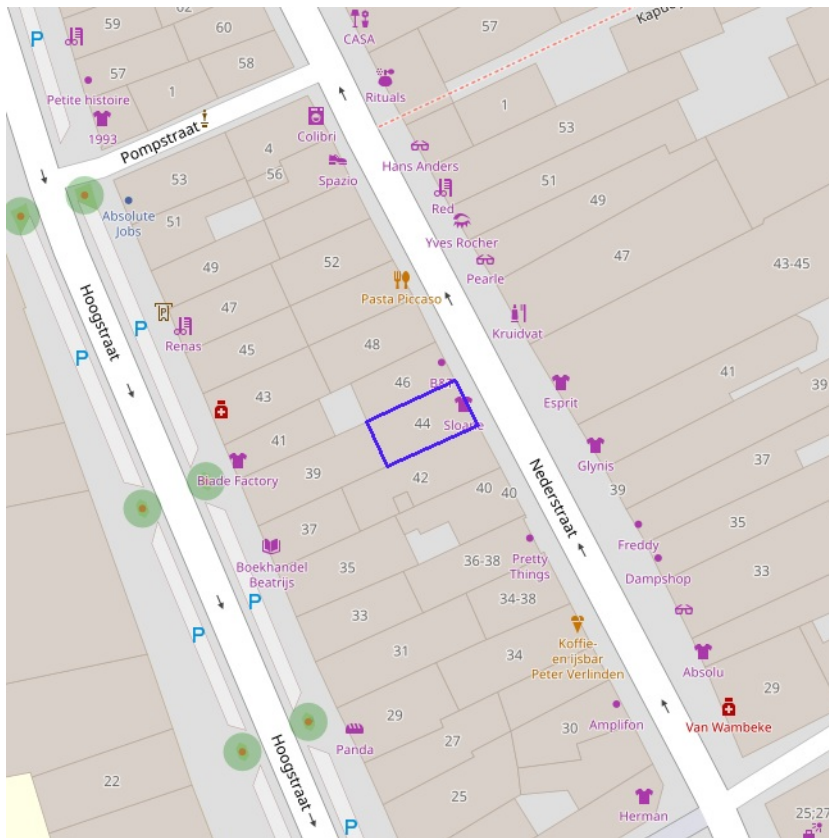 62
59
60
CASA
57
Kapu
58
57
Rituals
Petite histoire
1
1993
Pompstraat
Colibri
1
53
4
Hans Anders
Spazio
56
53
51
Red
49
Absolute
Jobs
51
Yves Rocher
47
49
52
Pearle
43-45
Pasta Piccaso
Hoogstraat
P
P
P
47
Kruidvat
Renas
45
48
B&T
46
41
39
Esprit
43
44
Sloane
41
Glynis
Biade Factory
39
42
40
40
39
37
Nederstraat
37
35
Freddy
Boekhandel
Beatrijs
35
36-38
Pretty
Things
Dampshop
33
P
P
33
34-38
31
34
Koffie-
en ijsbar
Peter Verlinden
Absolu
29
29
Van Wambeke
Amplifon
30
Panda
27
Hoogstraat
22
25
Herman
25;27
P
P